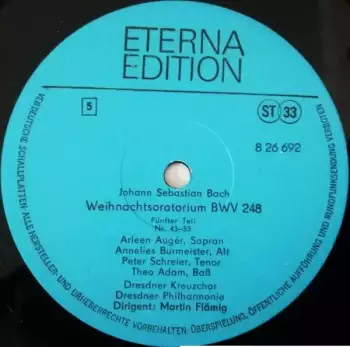 ETERNA
EDITION
5
ST 33
8 26 692
Johann Sebastian Bach
Weihnachtsoratorium BWV 248
Fünfter Teil
Nr. 43–53
Arleen Augér, Sopran
Annelies Burmeister, Alt
Peter Schreier, Tenor
Theo Adam, Baß
Dresdner Kreuzchor
Dresdner Philharmonie
Dirigent: Martin Flämig
VEB DEUTSCHE SCHALLPLATTEN · ALLE HERSTELLER UND URHEBERRECHTE VORBEHALTEN · ÜBERSPIELUNG, ÖFFENTLICHE AUFFÜHRUNG UND RUNDFUNKSENDUNG VERBOTEN